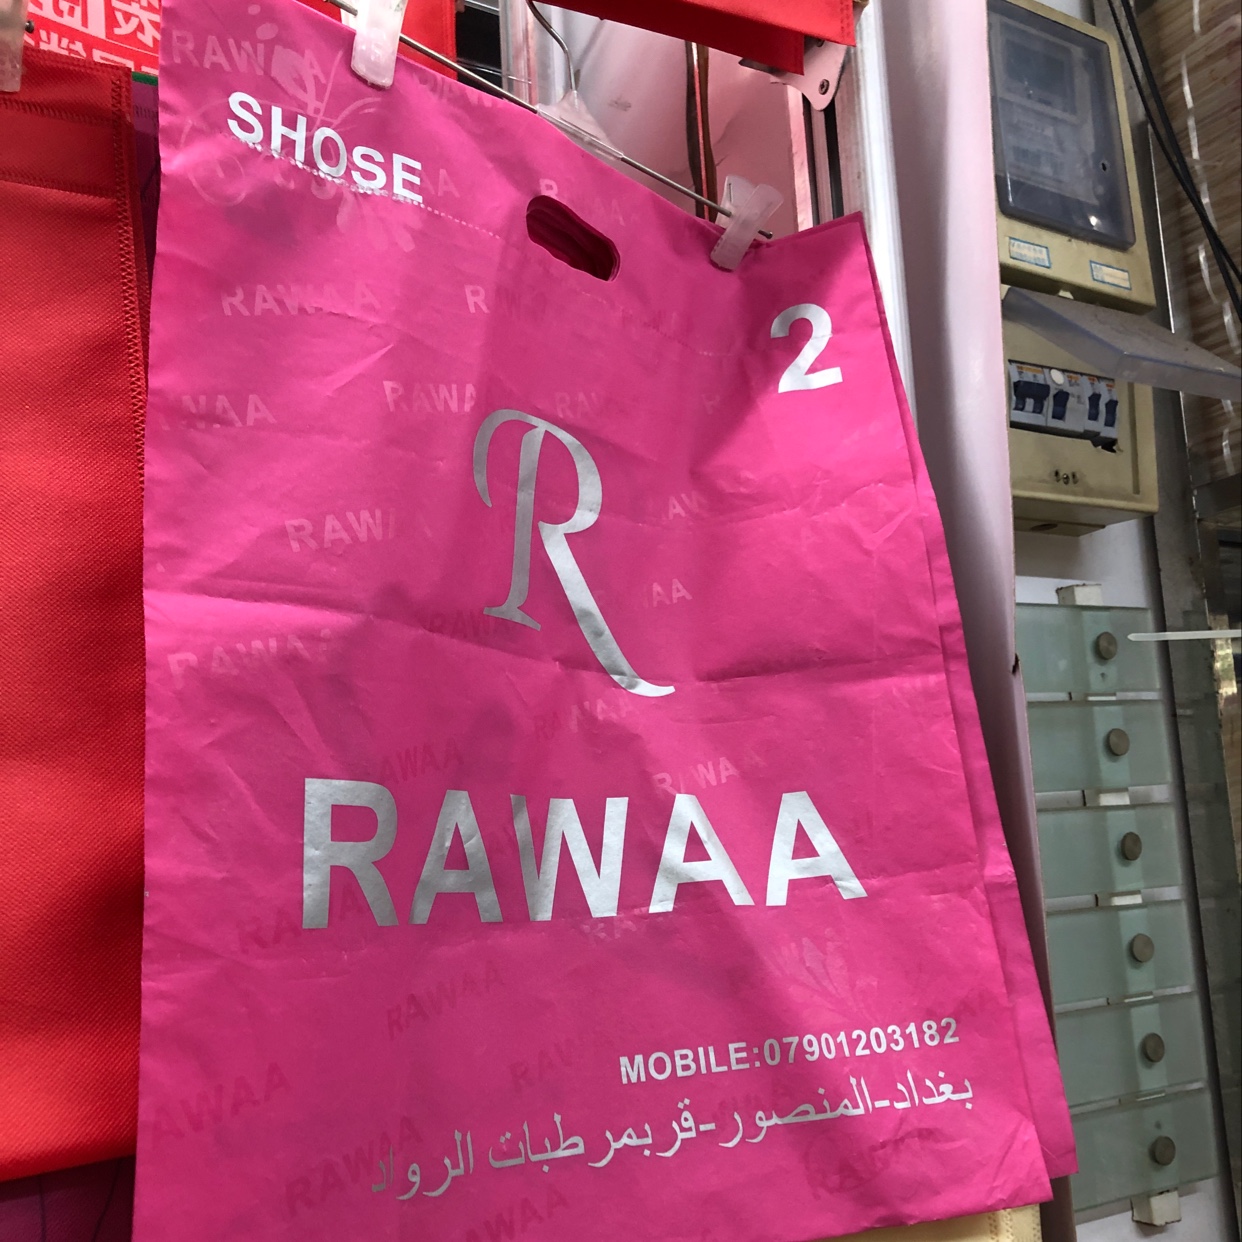 SHOSE
2
R
RAWAA
MOBILE:07901203182
بغداد-المنصور-قربمرطبات الرواد